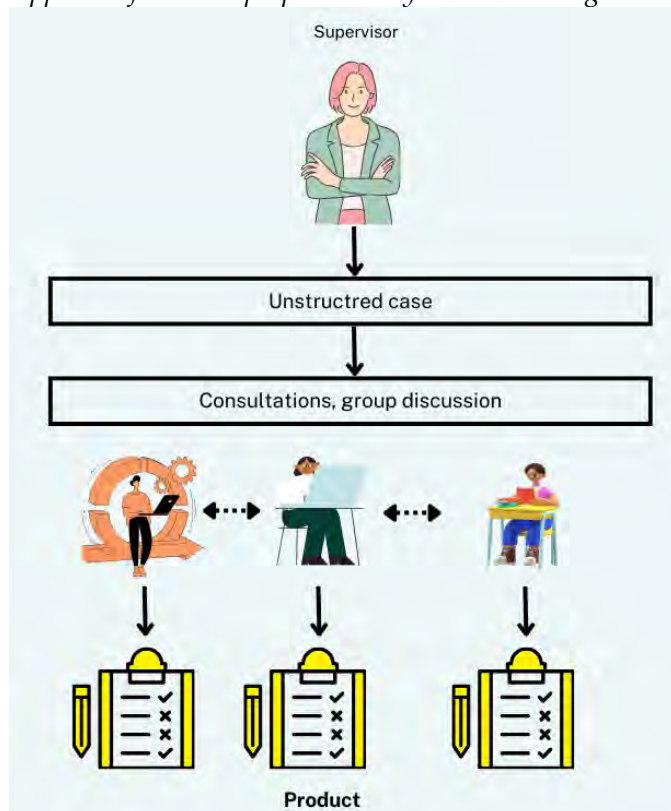 Supervisor
Unstructred case
Consultations, group discussion
Product